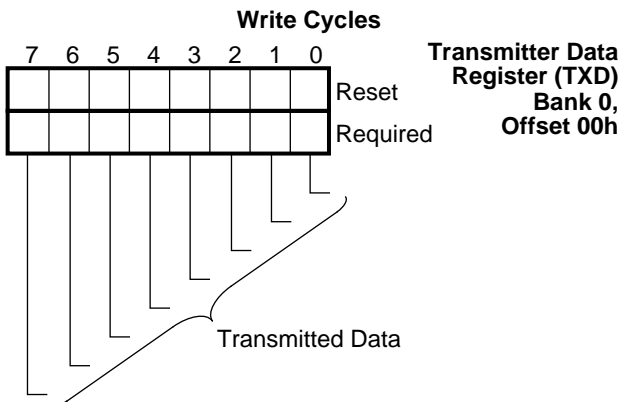 Write Cycles
7 6 5 4 3 2 1 0
Transmitter Data
Register (TXD)
Bank 0,
Offset 00h
Reset
Required
Transmitted Data